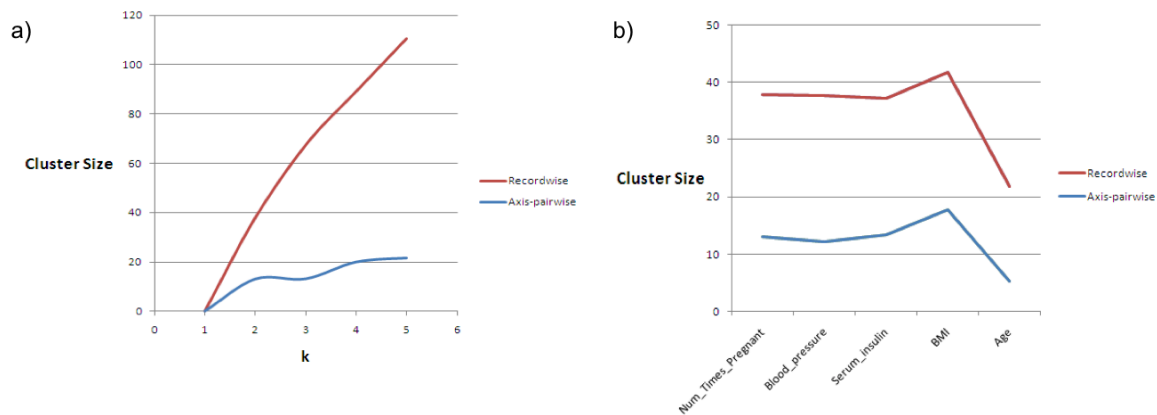 a)
120
100
80
60
40
20
0
Cluster Size
0 1 2 3 4 5 6
k
Recordwise
Axis-pairwise
b)
50
40
30
20
10
0
Cluster Size
Num_Times_Pregnant
Blood_pressure
Serum_insulin
BMI
Age
Recordwise
Axis-pairwise